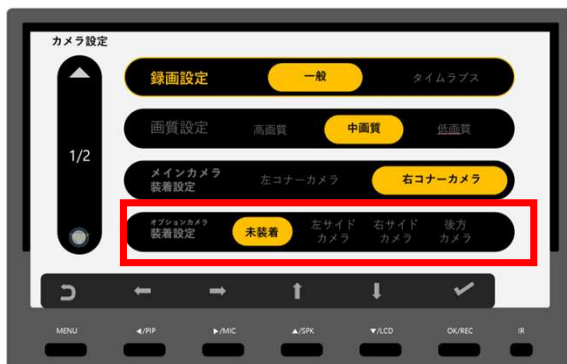 カメラ設定
録画設定 一般 タイムラプス
画質設定 高画質 中画質 低画質
1/2
メインカメラ
装着設定 左コーナーカメラ 右コーナーカメラ
オプションカメラ
装着設定 未装着 左サイド
カメラ 右サイド
カメラ 後方
カメラ
MENU ◀/PIP ▶/MIC ▲/SPK ▼/LCD OK/REC IR